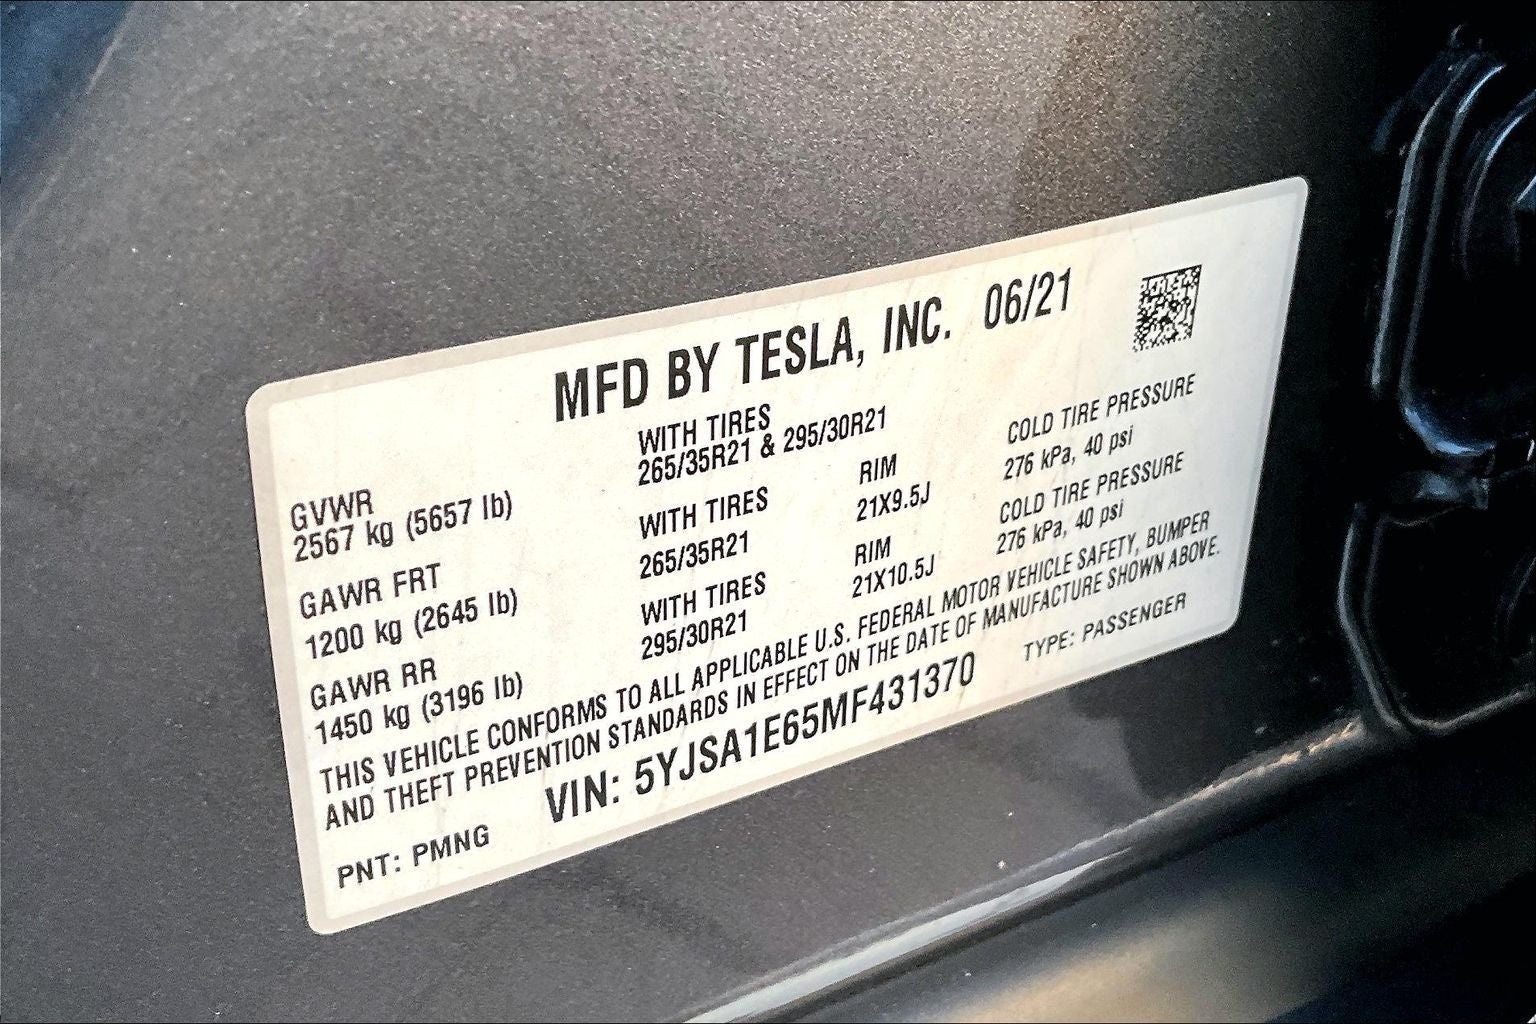 MFD BY TESLA, INC. 06/21
GVWR
2567 kg (5657 lb)
WITH TIRES
265/35R21 & 295/30R21
GAWR FRT
1200 kg (2645 lb)
WITH TIRES
265/35R21
RIM
21X9.5J
COLD TIRE PRESSURE
276 kPa, 40 psi
GAWR RR
1450 kg (3196 lb)
WITH TIRES
295/30R21
RIM
21X10.5J
COLD TIRE PRESSURE
276 kPa, 40 psi
THIS VEHICLE CONFORMS TO ALL APPLICABLE U.S. FEDERAL MOTOR VEHICLE SAFETY, BUMPER
AND THEFT PREVENTION STANDARDS IN EFFECT ON THE DATE OF MANUFACTURE SHOWN ABOVE.
VIN: 5YJSA1E65MF431370
TYPE: PASSENGER
PNT: PMNG